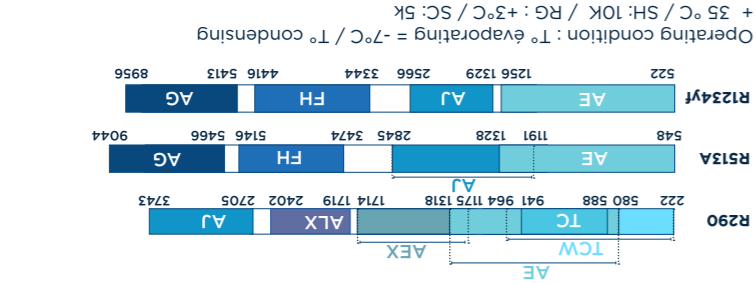 AE
TCW AEX
R290 TC ALX AJ
222 580 588 941 964 1175 1318 1714 1719 2402 2705 3743
AJ
R513A AE FH AG
548 1191 1328 2845 3474 5146 5466 9044
R1234yf AE AJ FH AG
522 1256 1329 2566 3344 4416 5413 8956
Operating condition : T° évaporating = -7°C / T° condensing
+ 35 °C / SH: 10K / RG : +3°C / SC: 5k